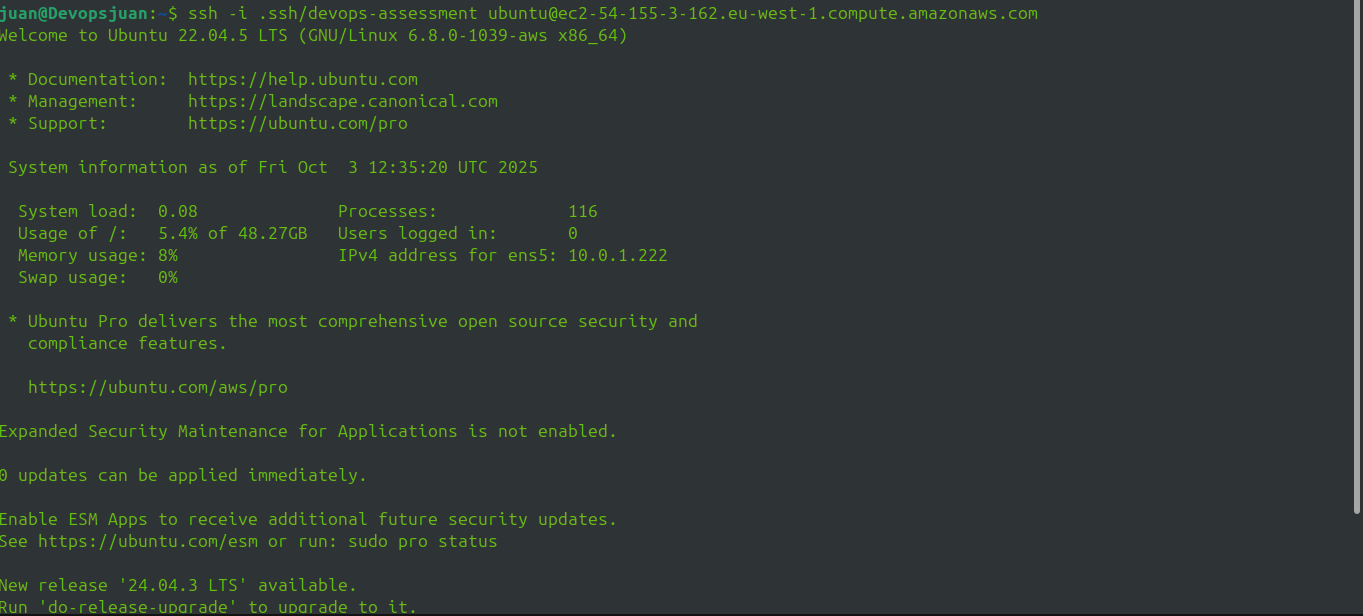 juan@Devopsjuan:~$ ssh -i .ssh/devops-assessment ubuntu@ec2-54-155-3-162.eu-west-1.compute.amazonaws.com
Welcome to Ubuntu 22.04.5 LTS (GNU/Linux 6.8.0-1039-aws x86_64)
* Documentation:  https://help.ubuntu.com
* Management:     https://landscape.canonical.com
* Support:        https://ubuntu.com/pro
System information as of Fri Oct  3 12:35:20 UTC 2025
System load:  0.08              Processes:             116
Usage of /:   5.4% of 48.27GB   Users logged in:       0
Memory usage: 8%                IPv4 address for ens5: 10.0.1.222
Swap usage:   0%
* Ubuntu Pro delivers the most comprehensive open source security and
compliance features.
https://ubuntu.com/aws/pro
Expanded Security Maintenance for Applications is not enabled.
0 updates can be applied immediately.
Enable ESM Apps to receive additional future security updates.
See https://ubuntu.com/esm or run: sudo pro status
New release '24.04.3 LTS' available.
Run 'do-release-upgrade' to upgrade to it.